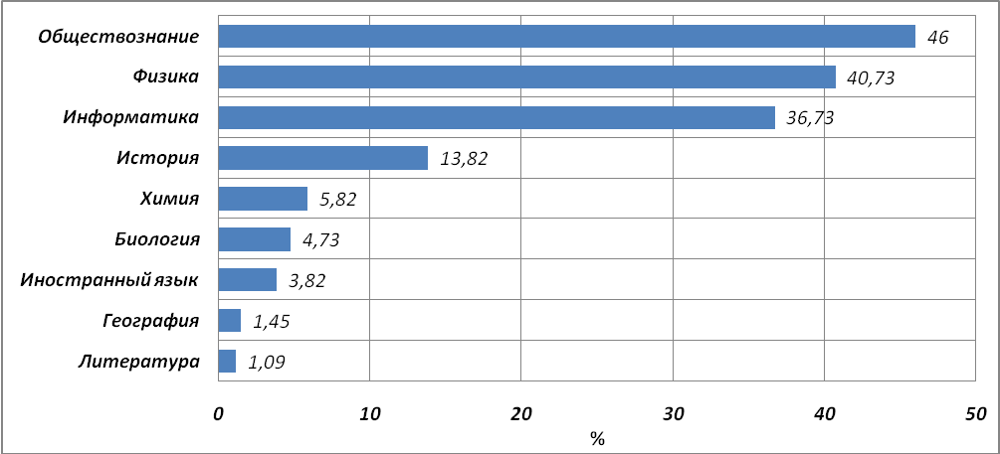 Обществознание 46
Физика 40,73
Информатика 36,73
История 13,82
Химия 5,82
Биология 4,73
Иностранный язык 3,82
География 1,45
Литература 1,09
0 10 20 30 40 50
%